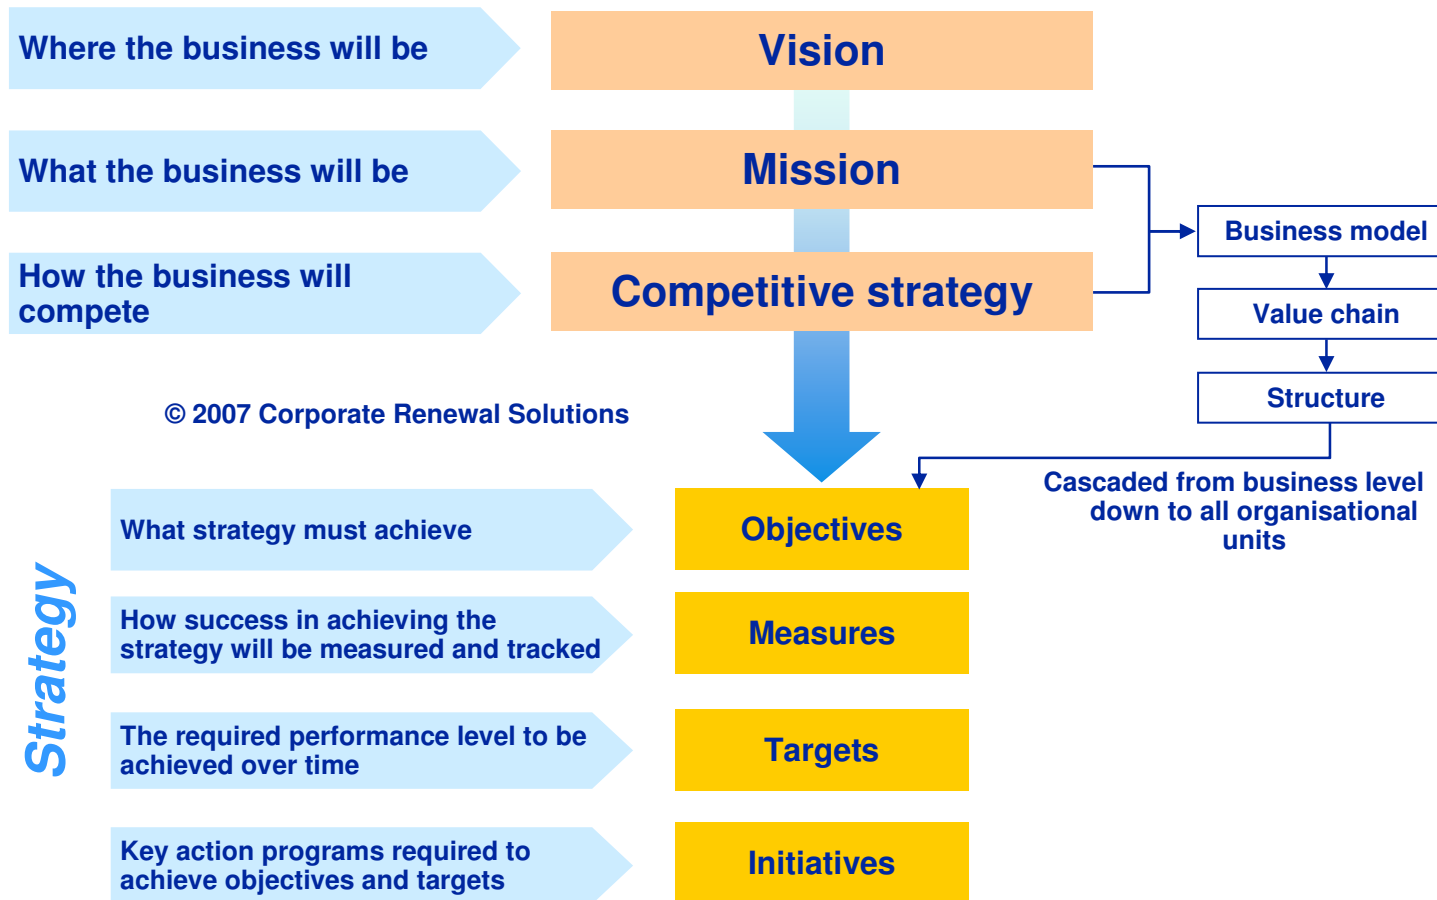 Where the business will be
Vision
What the business will be
Mission
Business model
How the business will
compete
Competitive strategy
Value chain
Structure
© 2007 Corporate Renewal Solutions
Cascaded from business level
down to all organisational
units
Strategy
What strategy must achieve
Objectives
How success in achieving the
strategy will be measured and tracked
Measures
The required performance level to be
achieved over time
Targets
Key action programs required to
achieve objectives and targets
Initiatives